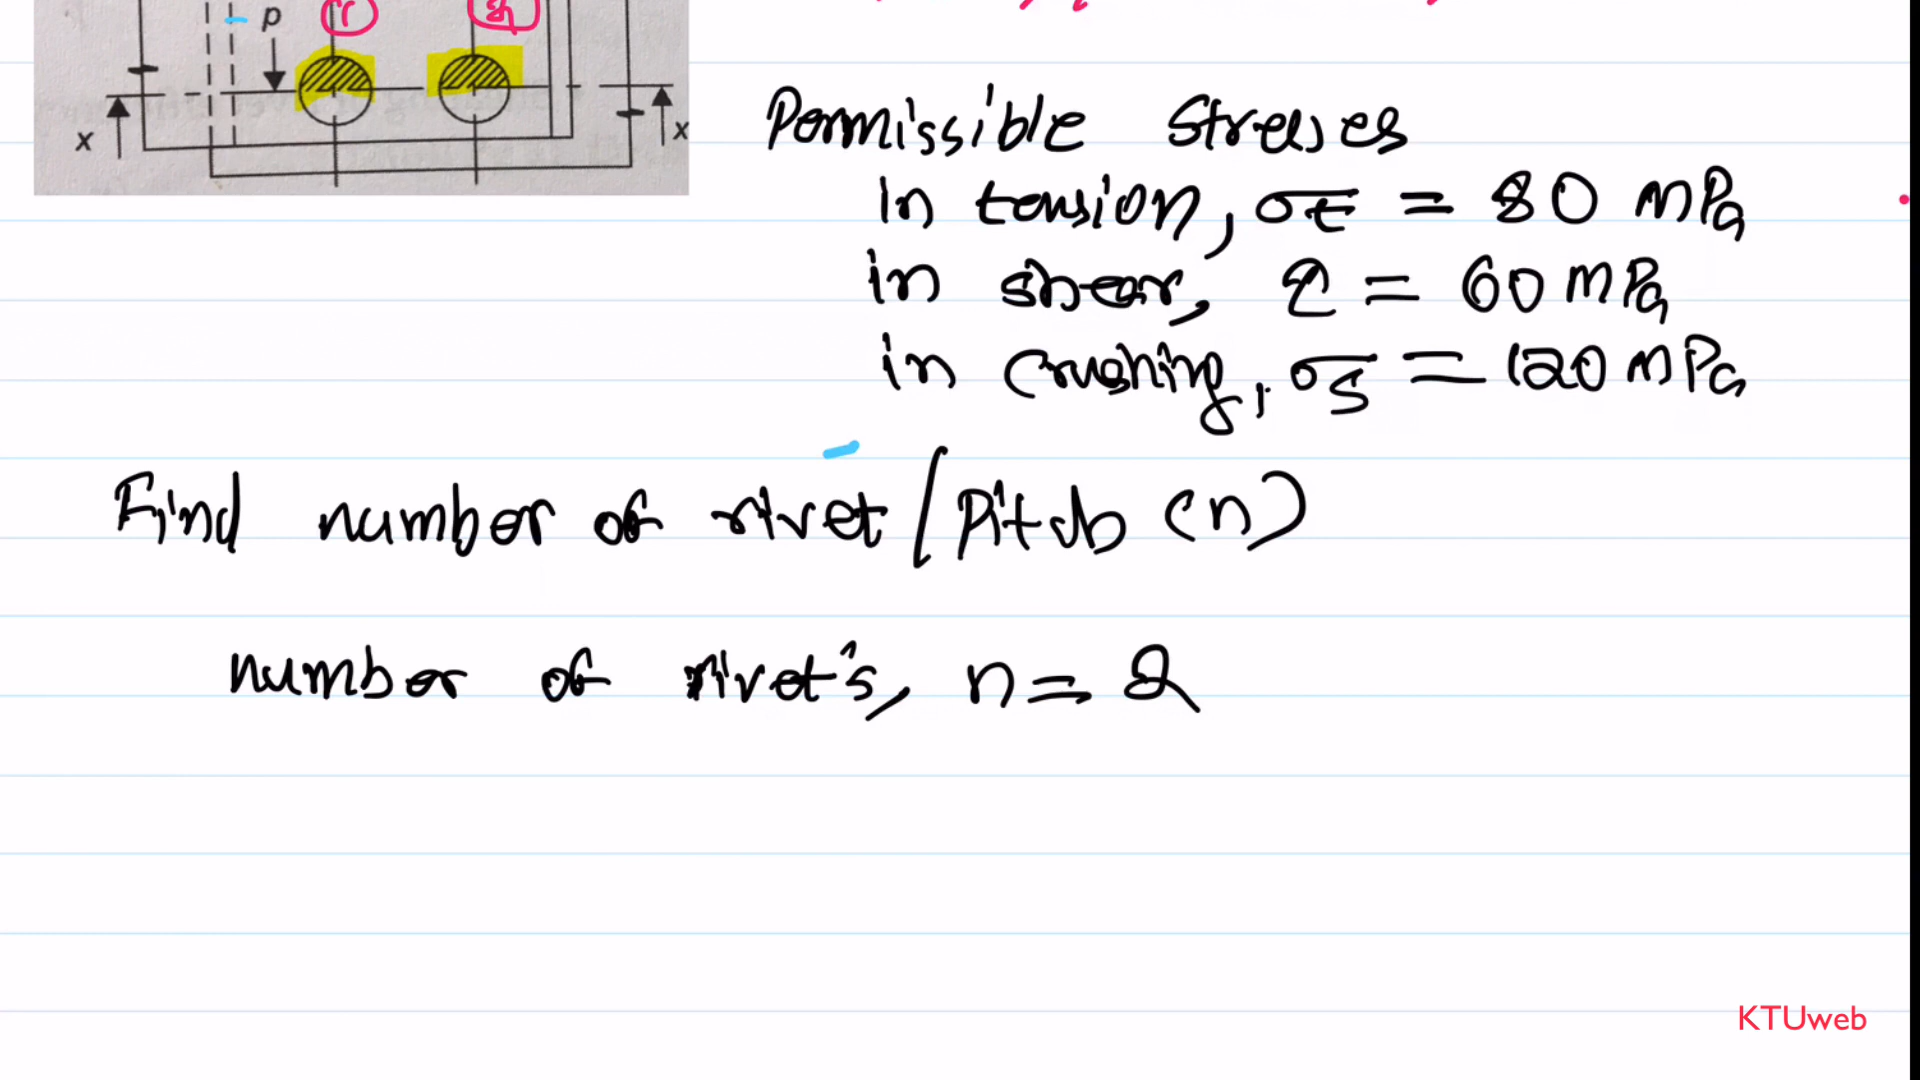 P
x
x
Permissible Stresses
in tension, σt = 80 MPa
in shear, τ = 60 MPa
in crushing, σc = 120 MPa
Find number of rivet / Pitch (n)
number of rivet's, n = 2
KTUweb